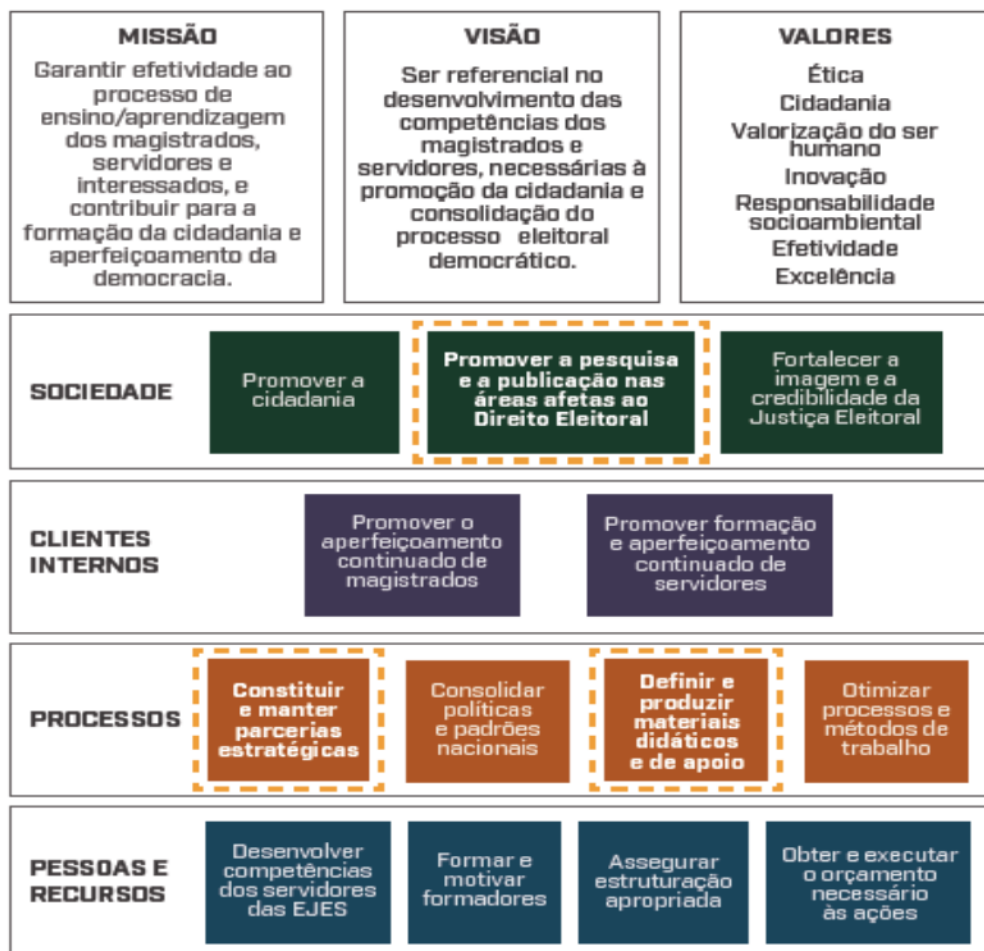 MISSÃO
Garantir efetividade ao
processo de
ensino/aprendizagem
dos magistrados,
servidores e
interessados, e
contribuir para a
formação da cidadania e
aperfeiçoamento da
democracia.
VISÃO
Ser referencial no
desenvolvimento das
competências dos
magistrados e
servidores, necessárias à
promoção da cidadania e
consolidação do
processo eleitoral
democrático.
VALORES
Ética
Cidadania
Valorização do ser
humano
Inovação
Responsabilidade
socioambiental
Efetividade
Excelência
SOCIEDADE
Promover a
cidadania
Promover a pesquisa
e a publicação nas
áreas afetas ao
Direito Eleitoral
Fortalecer a
imagem e a
credibilidade da
Justiça Eleitoral
CLIENTES
INTERNOS
Promover o
aperfeiçoamento
continuado de
magistrados
Promover formação
e aperfeiçoamento
continuado de
servidores
PROCESSOS
Constituir
e manter
parcerias
estratégicas
Consolidar
políticas
e padrões
nacionais
Definir e
produzir
materiais
didáticos
e de apoio
Otimizar
processos e
métodos de
trabalho
PESSOAS E
RECURSOS
Desenvolver
competências
dos servidores
das EJES
Formar e
motivar
formadores
Assegurar
estruturação
apropriada
Obter e executar
o orçamento
necessário
às ações